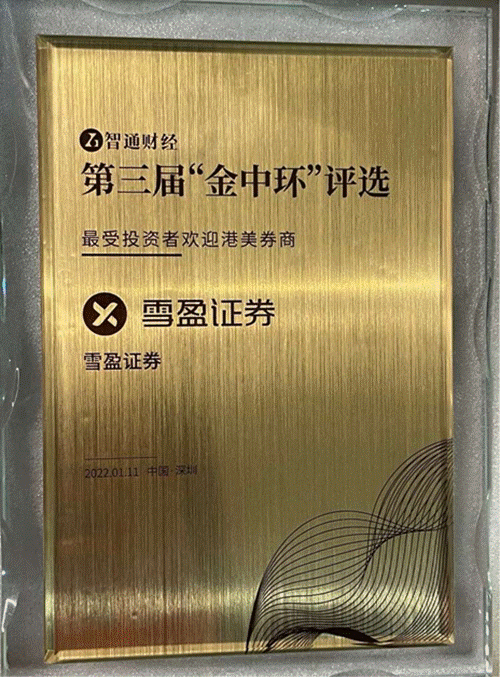 智通财经
第三届“金中环”评选
最受投资者欢迎港美券商
雪盈证券
雪盈证券
2022.01.11 中国·深圳